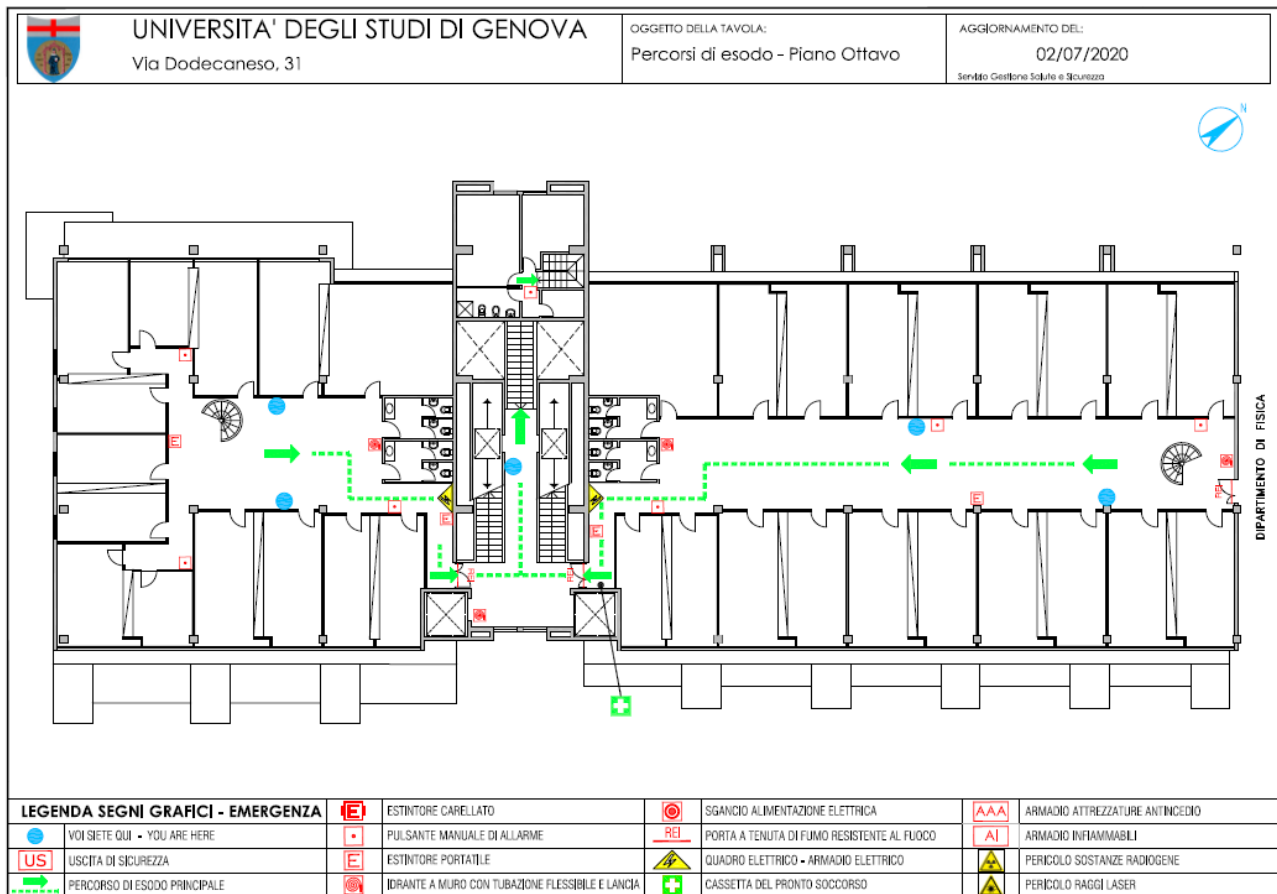 UNIVERSITA' DEGLI STUDI DI GENOVA
Via Dodecaneso, 31
OGGETTO DELLA TAVOLA:
Percorsi di esodo - Piano Ottavo
AGGIORNAMENTO DEL:
02/07/2020
Servizio Gestione Salute e Sicurezza
N
E
E
E
E
REI
REI
REI
DIPARTIMENTO DI FISICA
LEGENDA SEGNI GRAFICI - EMERGENZA
VOI SIETE QUI - YOU ARE HERE
US USCITA DI SICUREZZA
PERCORSO DI ESODO PRINCIPALE
E ESTINTORE CARELLATO
PULSANTE MANUALE DI ALLARME
E ESTINTORE PORTATILE
IDRANTE A MURO CON TUBAZIONE FLESSIBILE E LANCIA
SGANCIO ALIMENTAZIONE ELETTRICA
REI PORTA A TENUTA DI FUMO RESISTENTE AL FUOCO
QUADRO ELETTRICO - ARMADIO ELETTRICO
CASSETTA DEL PRONTO SOCCORSO
AAA ARMADIO ATTREZZATURE ANTINCEDIO
AI ARMADIO INFIAMMABILI
PERICOLO SOSTANZE RADIOGENE
PERICOLO RAGGI LASER